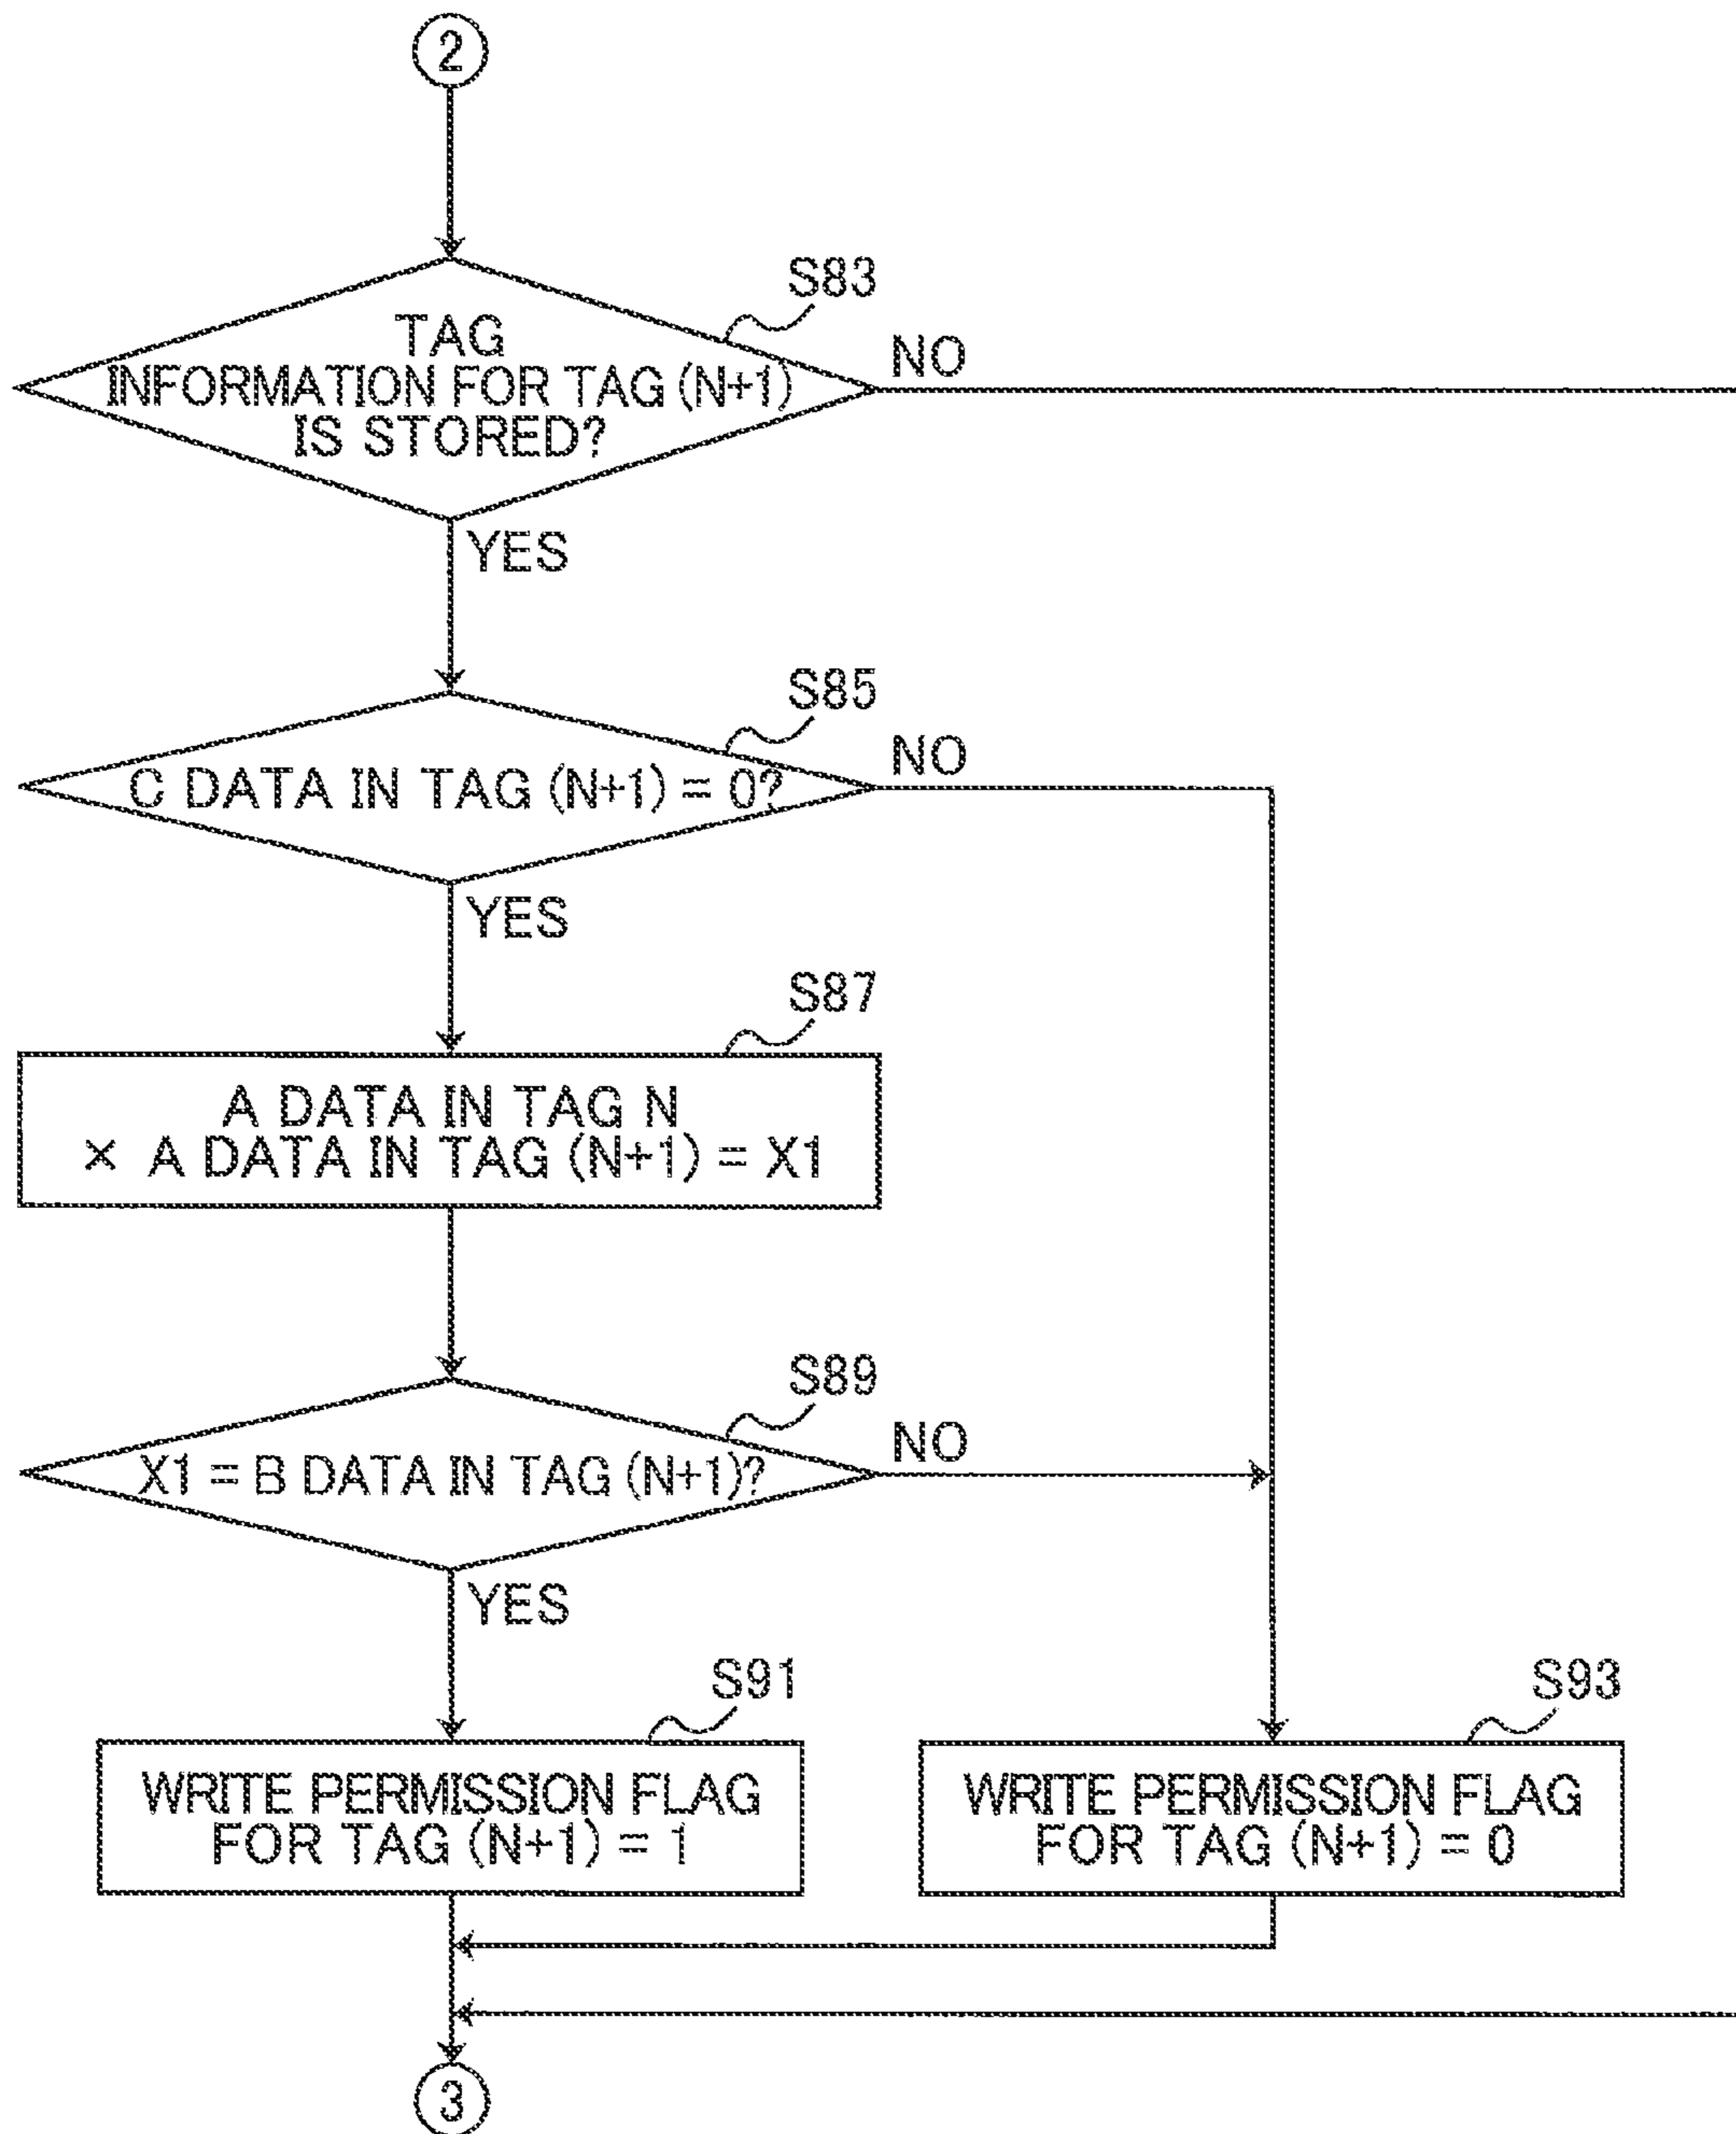 2
S83
TAG
INFORMATION FOR TAG (N+1)
IS STORED?
NO
YES
S85
C DATA IN TAG (N+1) = 0?
NO
YES
S87
A DATA IN TAG N
× A DATA IN TAG (N+1) = X1
S89
X1 = B DATA IN TAG (N+1)?
NO
YES
S91
WRITE PERMISSION FLAG
FOR TAG (N+1) = 1
S93
WRITE PERMISSION FLAG
FOR TAG (N+1) = 0
3